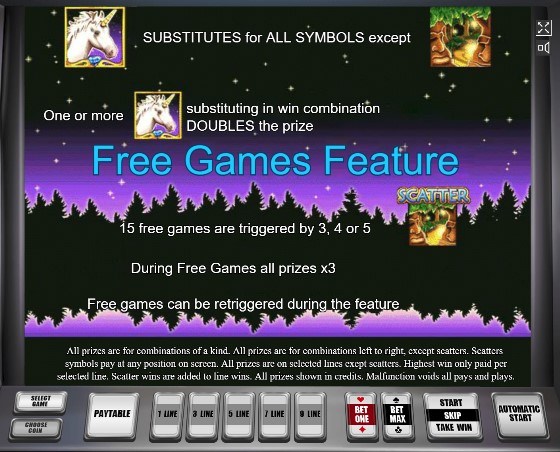 SUBSTITUTES for ALL SYMBOLS except
One or more
substituting in win combination
DOUBLES the prize
Free Games Feature
SCATTER
15 free games are triggered by 3, 4 or 5
During Free Games all prizes x3
Free games can be retriggered during the feature
All prizes are for combinations of a kind. All prizes are for combinations left to right, except scatters. Scatters
symbols pay at any position on screen. All prizes are on selected lines exept scatters. Highest win only paid per
selected line. Scatter wins are added to line wins. All prizes shown in credits. Malfunction voids all pays and plays.
SELECT
GAME
CHOOSE
COIN
PAYTABLE
1 LINE
3 LINE
5 LINE
7 LINE
9 LINE
BET
ONE
BET
MAX
START
SKIP
TAKE WIN
AUTOMATIC
START